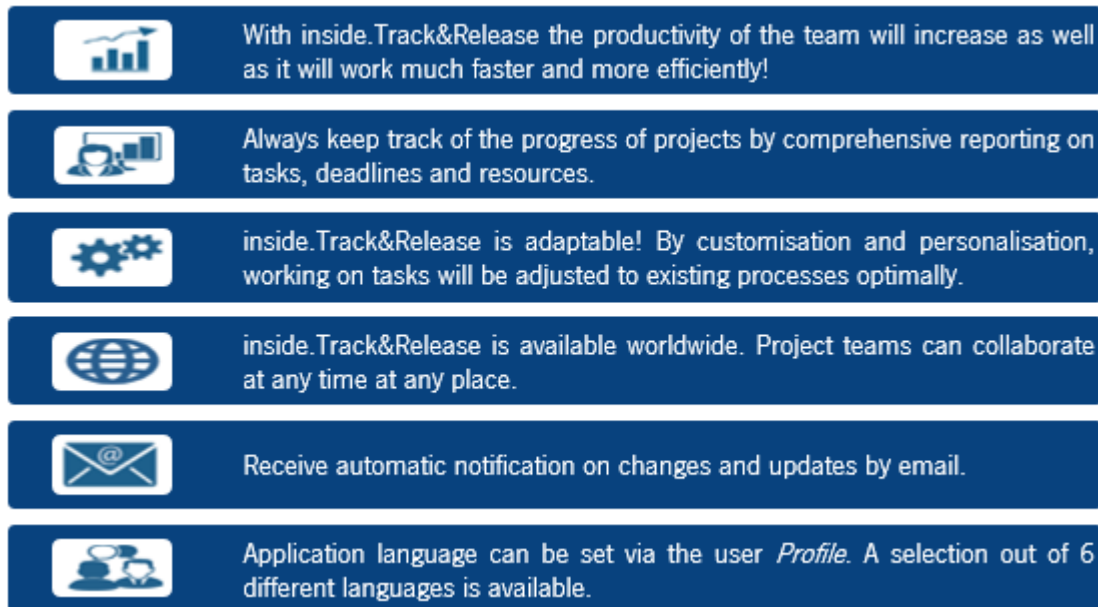 With inside.Track&Release the productivity of the team will increase as well
as it will work much faster and more efficiently!
Always keep track of the progress of projects by comprehensive reporting on
tasks, deadlines and resources.
inside.Track&Release is adaptable! By customisation and personalisation,
working on tasks will be adjusted to existing processes optimally.
inside.Track&Release is available worldwide. Project teams can collaborate
at any time at any place.
@
Receive automatic notification on changes and updates by email.
Application language can be set via the user Profile. A selection out of 6
different languages is available.